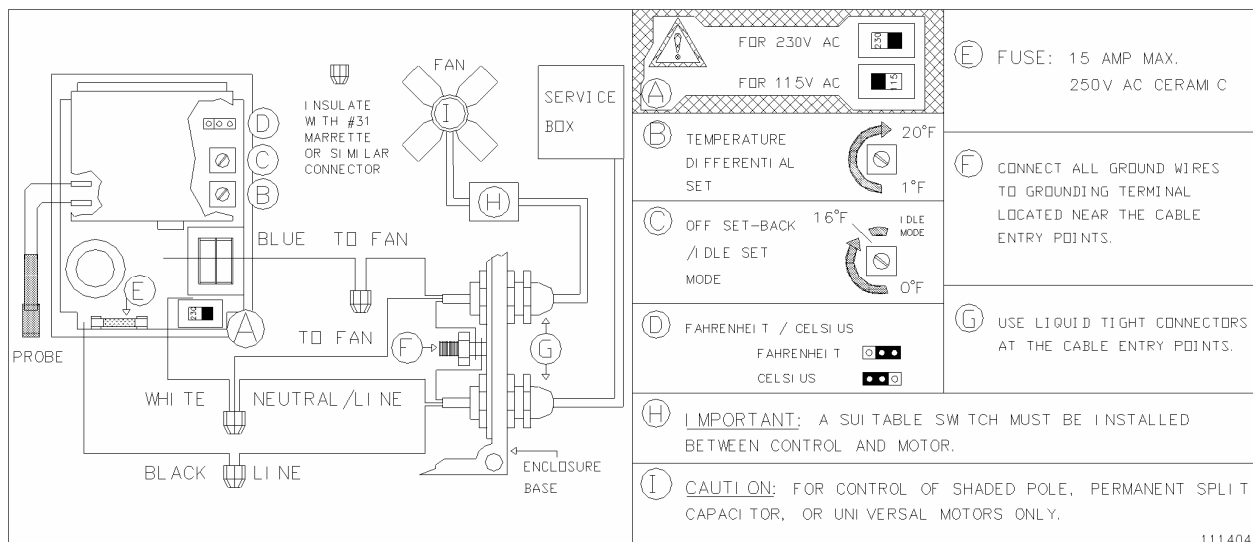 INSULATE
WITH #31
MARRETTE
OR SIMILAR
CONNECTOR
FAN
I
SERVICE
BOX
D
C
B
H
BLUE TO FAN
E
230
A
TO FAN
PROBE
F
G
WHITE NEUTRAL/LINE
BLACK LINE
ENCLOSURE
BASE
!
A
FOR 230V AC
230
FOR 115V AC
115
B
TEMPERATURE
DIFFERENTIAL
SET
20°F
1°F
C
OFF SET-BACK
/IDLE SET
MODE
16°F
IDLE
MODE
0°F
D
FAHRENHEIT / CELSIUS
FAHRENHEIT
CELSIUS
E
FUSE: 15 AMP MAX.
250V AC CERAMIC
F
CONNECT ALL GROUND WIRES
TO GROUNDING TERMINAL
LOCATED NEAR THE CABLE
ENTRY POINTS.
G
USE LIQUID TIGHT CONNECTORS
AT THE CABLE ENTRY POINTS.
H
IMPORTANT: A SUITABLE SWITCH MUST BE INSTALLED
BETWEEN CONTROL AND MOTOR.
I
CAUTION: FOR CONTROL OF SHADED POLE, PERMANENT SPLIT
CAPACITOR, OR UNIVERSAL MOTORS ONLY.
111404